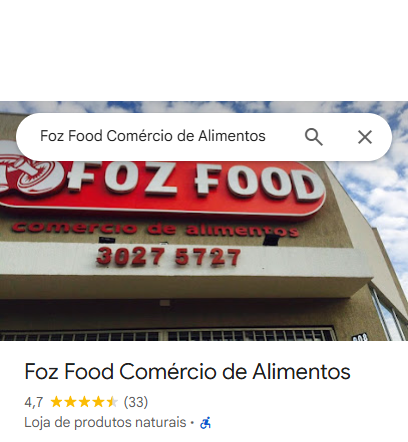 Foz Food Comércio de Alimentos
FOZ FOOD
comercio de alimentos
3027 5727
Foz Food Comércio de Alimentos
4,7 (33)
Loja de produtos naturais •